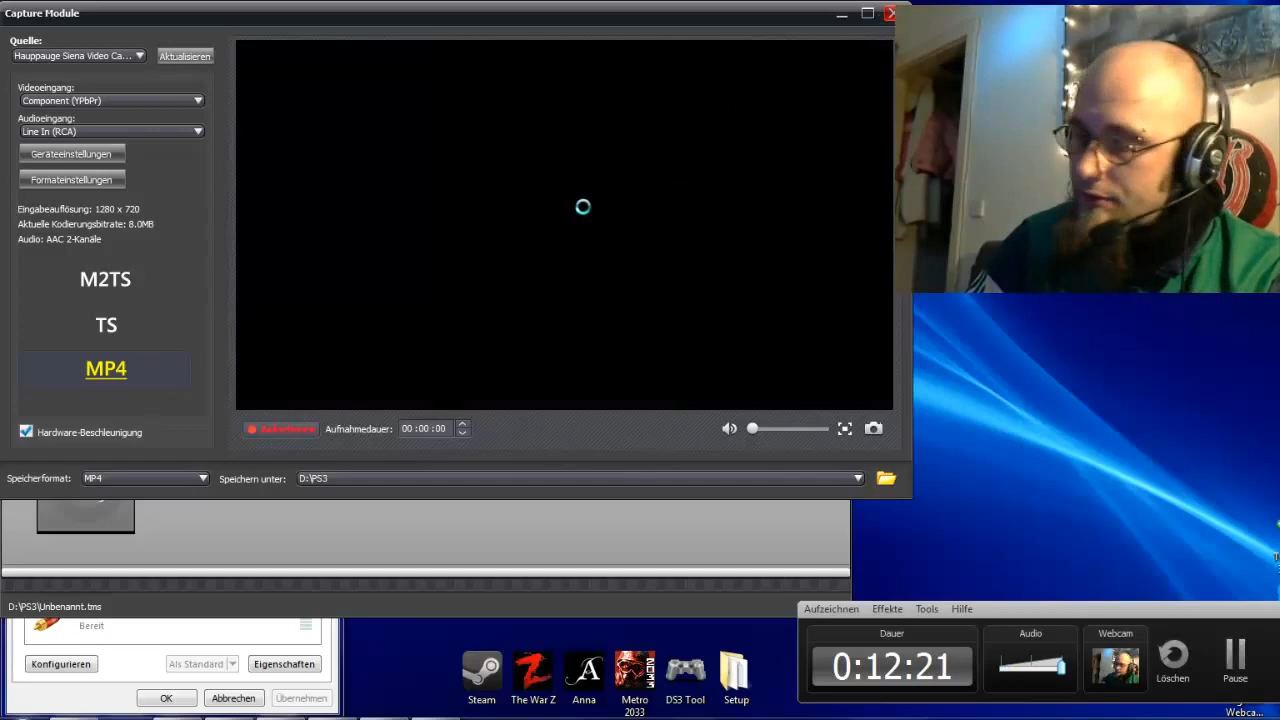 Capture Module
Quelle:
Hauppauge Siena Video Ca...
Aktualisieren
Videoeingang:
Component (YPbPr)
Audioeingang:
Line In (RCA)
Geräteeinstellungen
Formateinstellungen
Eingabeauflösung: 1280 x 720
Aktuelle Kodierungsbitrate: 8.0MB
Audio: AAC 2-Kanäle
M2TS
TS
MP4
Hardware-Beschleunigung
Aufnahmedauer: 00 :00 : 00
Speicherformat: MP4 Speichern unter: D:\PS3
D:\PS3\Unbenannt.tms
Bereit
Konfigurieren Als Standard Eigenschaften
OK Abbrechen Übernehmen
Steam
The War Z
Anna
Metro 2033
DS3 Tool
Setup
Aufzeichnen Effekte Tools Hilfe
Dauer Audio Webcam
0:12:21
Löschen
Pause
Webca...